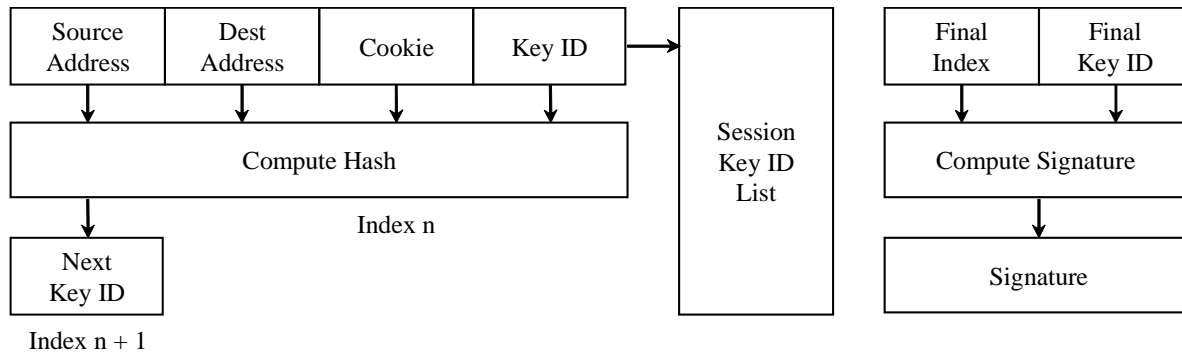 Source
Address
Dest
Address
Cookie
Key ID
Compute Hash
Index n
Next
Key ID
Index n + 1
Session
Key ID
List
Final
Index
Final
Key ID
Compute Signature
Signature